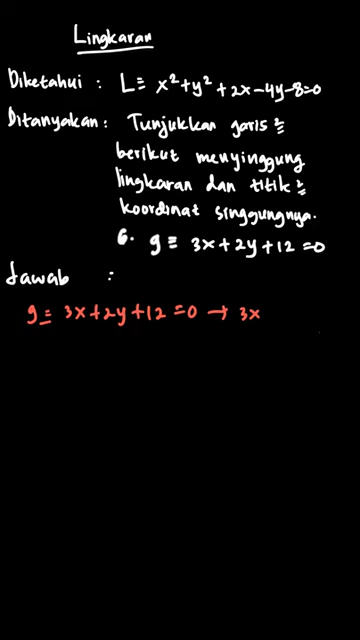 Lingkaran
Diketahui : L ≡ x² + y² + 2x - 4y - 8 = 0
Ditanyakan : Tunjukkan garis²
berikut menyinggung
lingkaran dan titik²
koordinat singgungnya.
6. g ≡ 3x + 2y + 12 = 0
Jawab :
g ≡ 3x + 2y + 12 = 0 → 3x